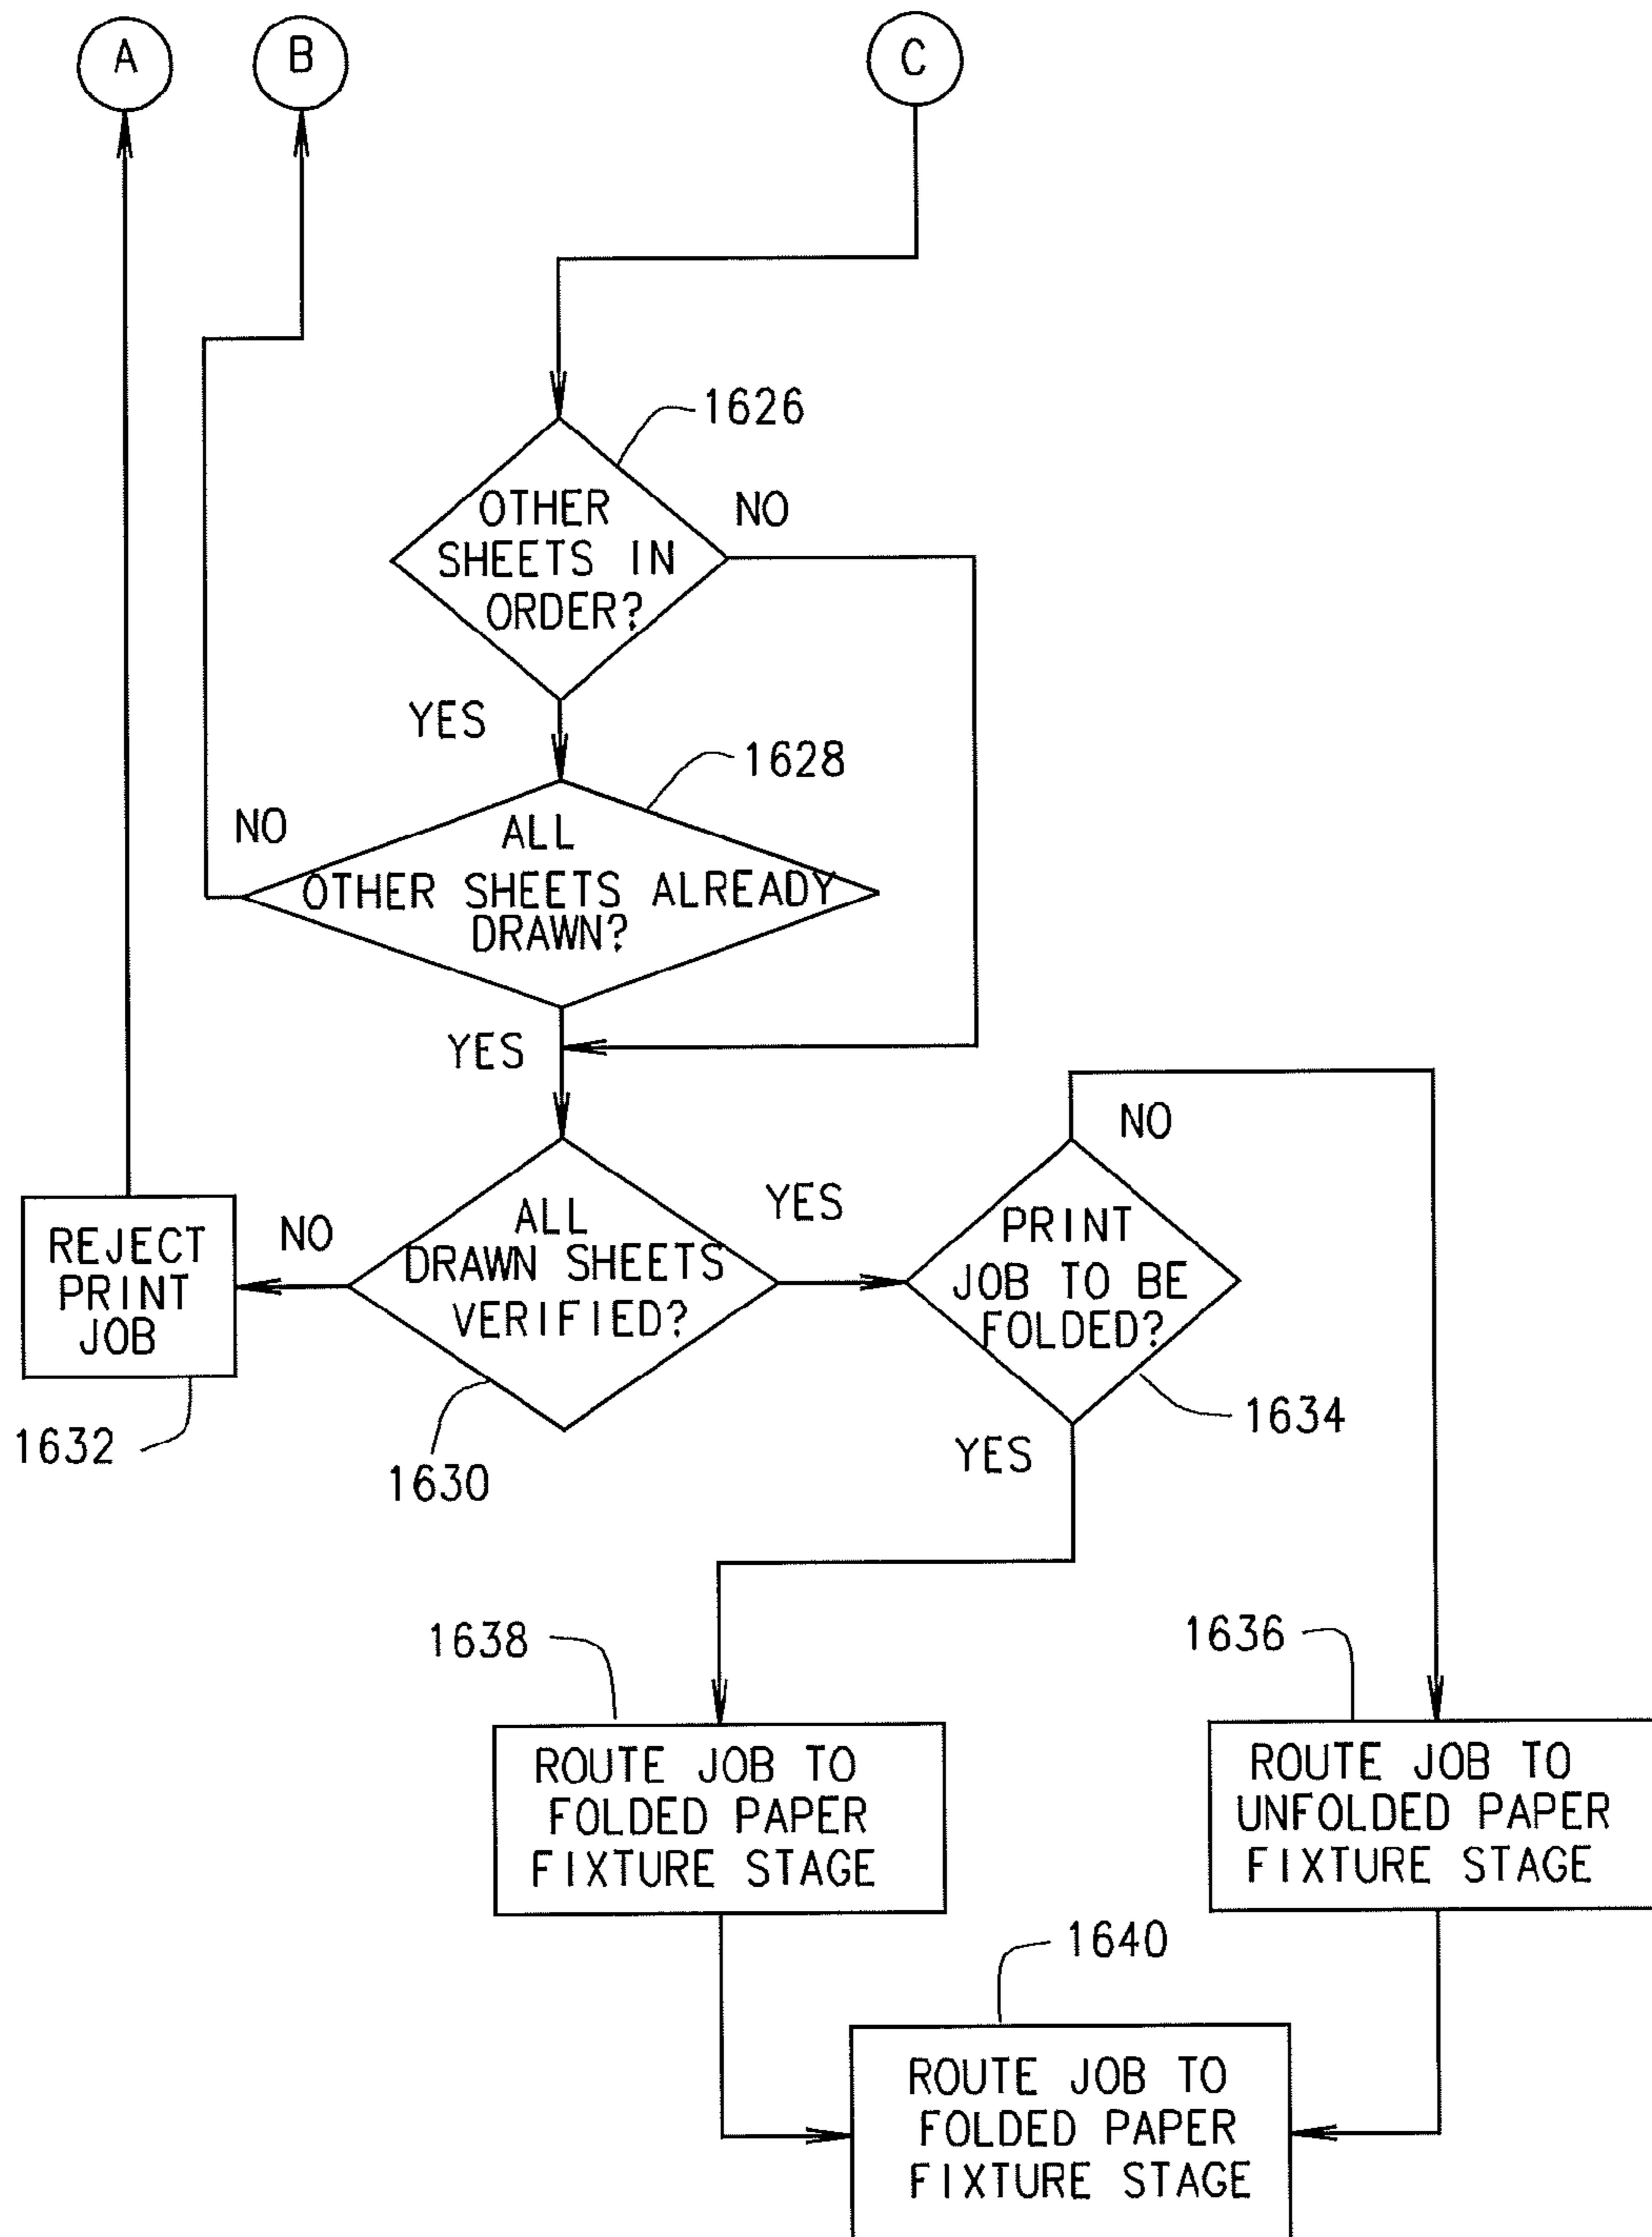 A
B
C
1626
OTHER
SHEETS IN
ORDER?
NO
YES
1628
NO
ALL
OTHER SHEETS ALREADY
DRAWN?
YES
NO
REJECT
PRINT
JOB
1632
NO
ALL
DRAWN SHEETS
VERIFIED?
1630
YES
PRINT
JOB TO BE
FOLDED?
1634
YES
1638
1636
ROUTE JOB TO
FOLDED PAPER
FIXTURE STAGE
ROUTE JOB TO
UNFOLDED PAPER
FIXTURE STAGE
1640
ROUTE JOB TO
FOLDED PAPER
FIXTURE STAGE